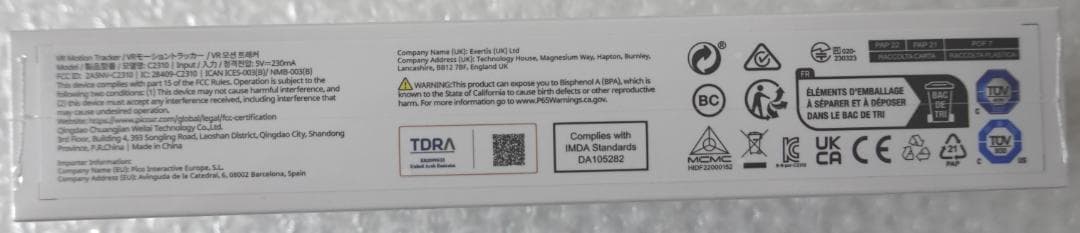 VR Motion Tracker / VRモーショントラッカー / VR 모션 트래커
Model / 製品型番 / 모델명: C2310 | Input / 入力 / 정격전압: 5V⎓230mA
FCC ID: 2A5NV-C2310 | IC: 28409-C2310 | ICAN ICES-003(B)/ NMB-003(B)
This device complies with part 15 of the FCC Rules. Operation is subject to the
following two conditions: (1) This device may not cause harmful interference, and
(2) this device must accept any interference received, including interference that
may cause undesired operation.
Website: https://www.picoxr.com/global/legal/fcc-certification
Qingdao Chuangjian Weilai Technology Co.,Ltd.
3rd Floor, Building 4, 393 Songling Road, Laoshan District, Qingdao City, Shandong
Province, P.R.China | Made in China
Importer Information:
Company Name (EU): Pico Interactive Europe, S.L.
Company Address (EU): Avinguda de la Catedral, 6, 08002 Barcelona, Spain
Company Name (UK): Exertis (UK) Ltd
Company Address (UK): Technology House, Magnesium Way, Hapton, Burnley,
Lancashire, BB12 7BF, England UK
WARNING:This product can expose you to Bisphenol A (BPA), which is
known to the State of California to cause birth defects or other reproductive
harm. For more information go to www.P65Warnings.ca.gov.
TDRA
United Arab Emirates
Complies with
IMDA Standards
DA105282
BC
MCMC
HIDF22000152
R 020-
230323
PAP 22
PAP 21
RACCOLTA CARTA
RACCOLTA PLASTICA
FR
ÉLÉMENTS D'EMBALLAGE
À SÉPARER ET À DÉPOSER
DANS LE BAC DE TRI
BAC
DE
TRI
UK
CA
CE
21
PAP
TÜV
TÜV
C
US